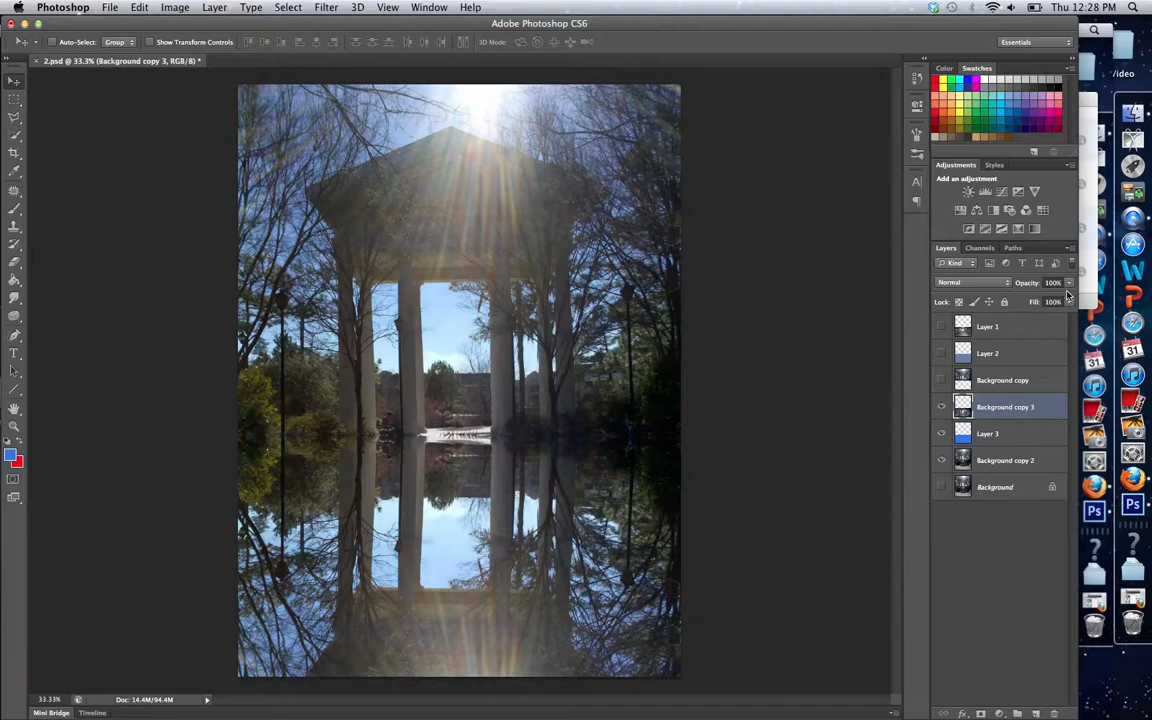 Photoshop File Edit Image Layer Type Select Filter 3D View Window Help Thu 12:28 PM
Adobe Photoshop CS6
Auto-Select: Group Show Transform Controls 3D Mode: Essentials
2.psd @ 33.3% (Background copy 3, RGB/8) *
Video
Color Swatches
Adjustments Styles
Add an adjustment
Layers Channels Paths
Kind
Normal Opacity: 100%
Lock: Fill: 100%
Layer 1
Layer 2
Background copy
Background copy 3
Layer 3
Background copy 2
Background
33.33% Doc: 14.4M/94.4M
Mini Bridge Timeline